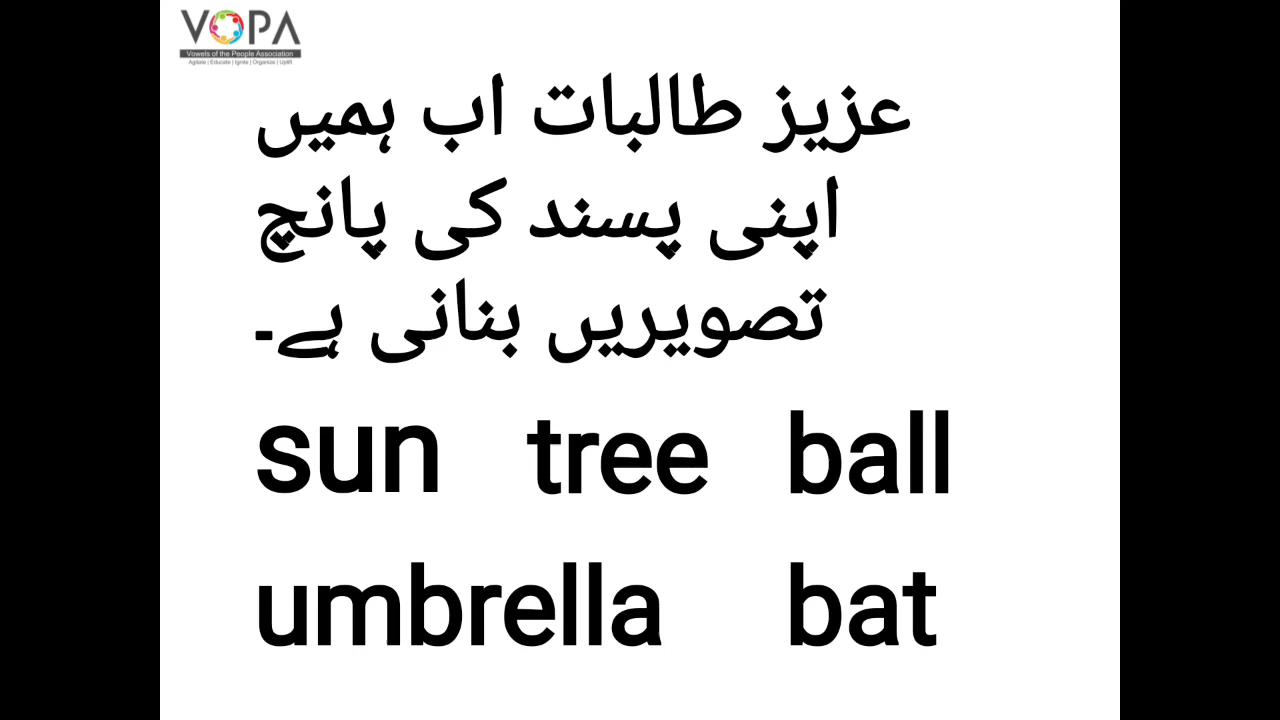 VOPA
Vowels of the People Association
Agitate | Educate | Ignite | Organize | Uplift
عزیز طالبات اب ہمیں
اپنی پسند کی پانچ
تصویریں بنانی ہے۔
sun tree ball
umbrella bat